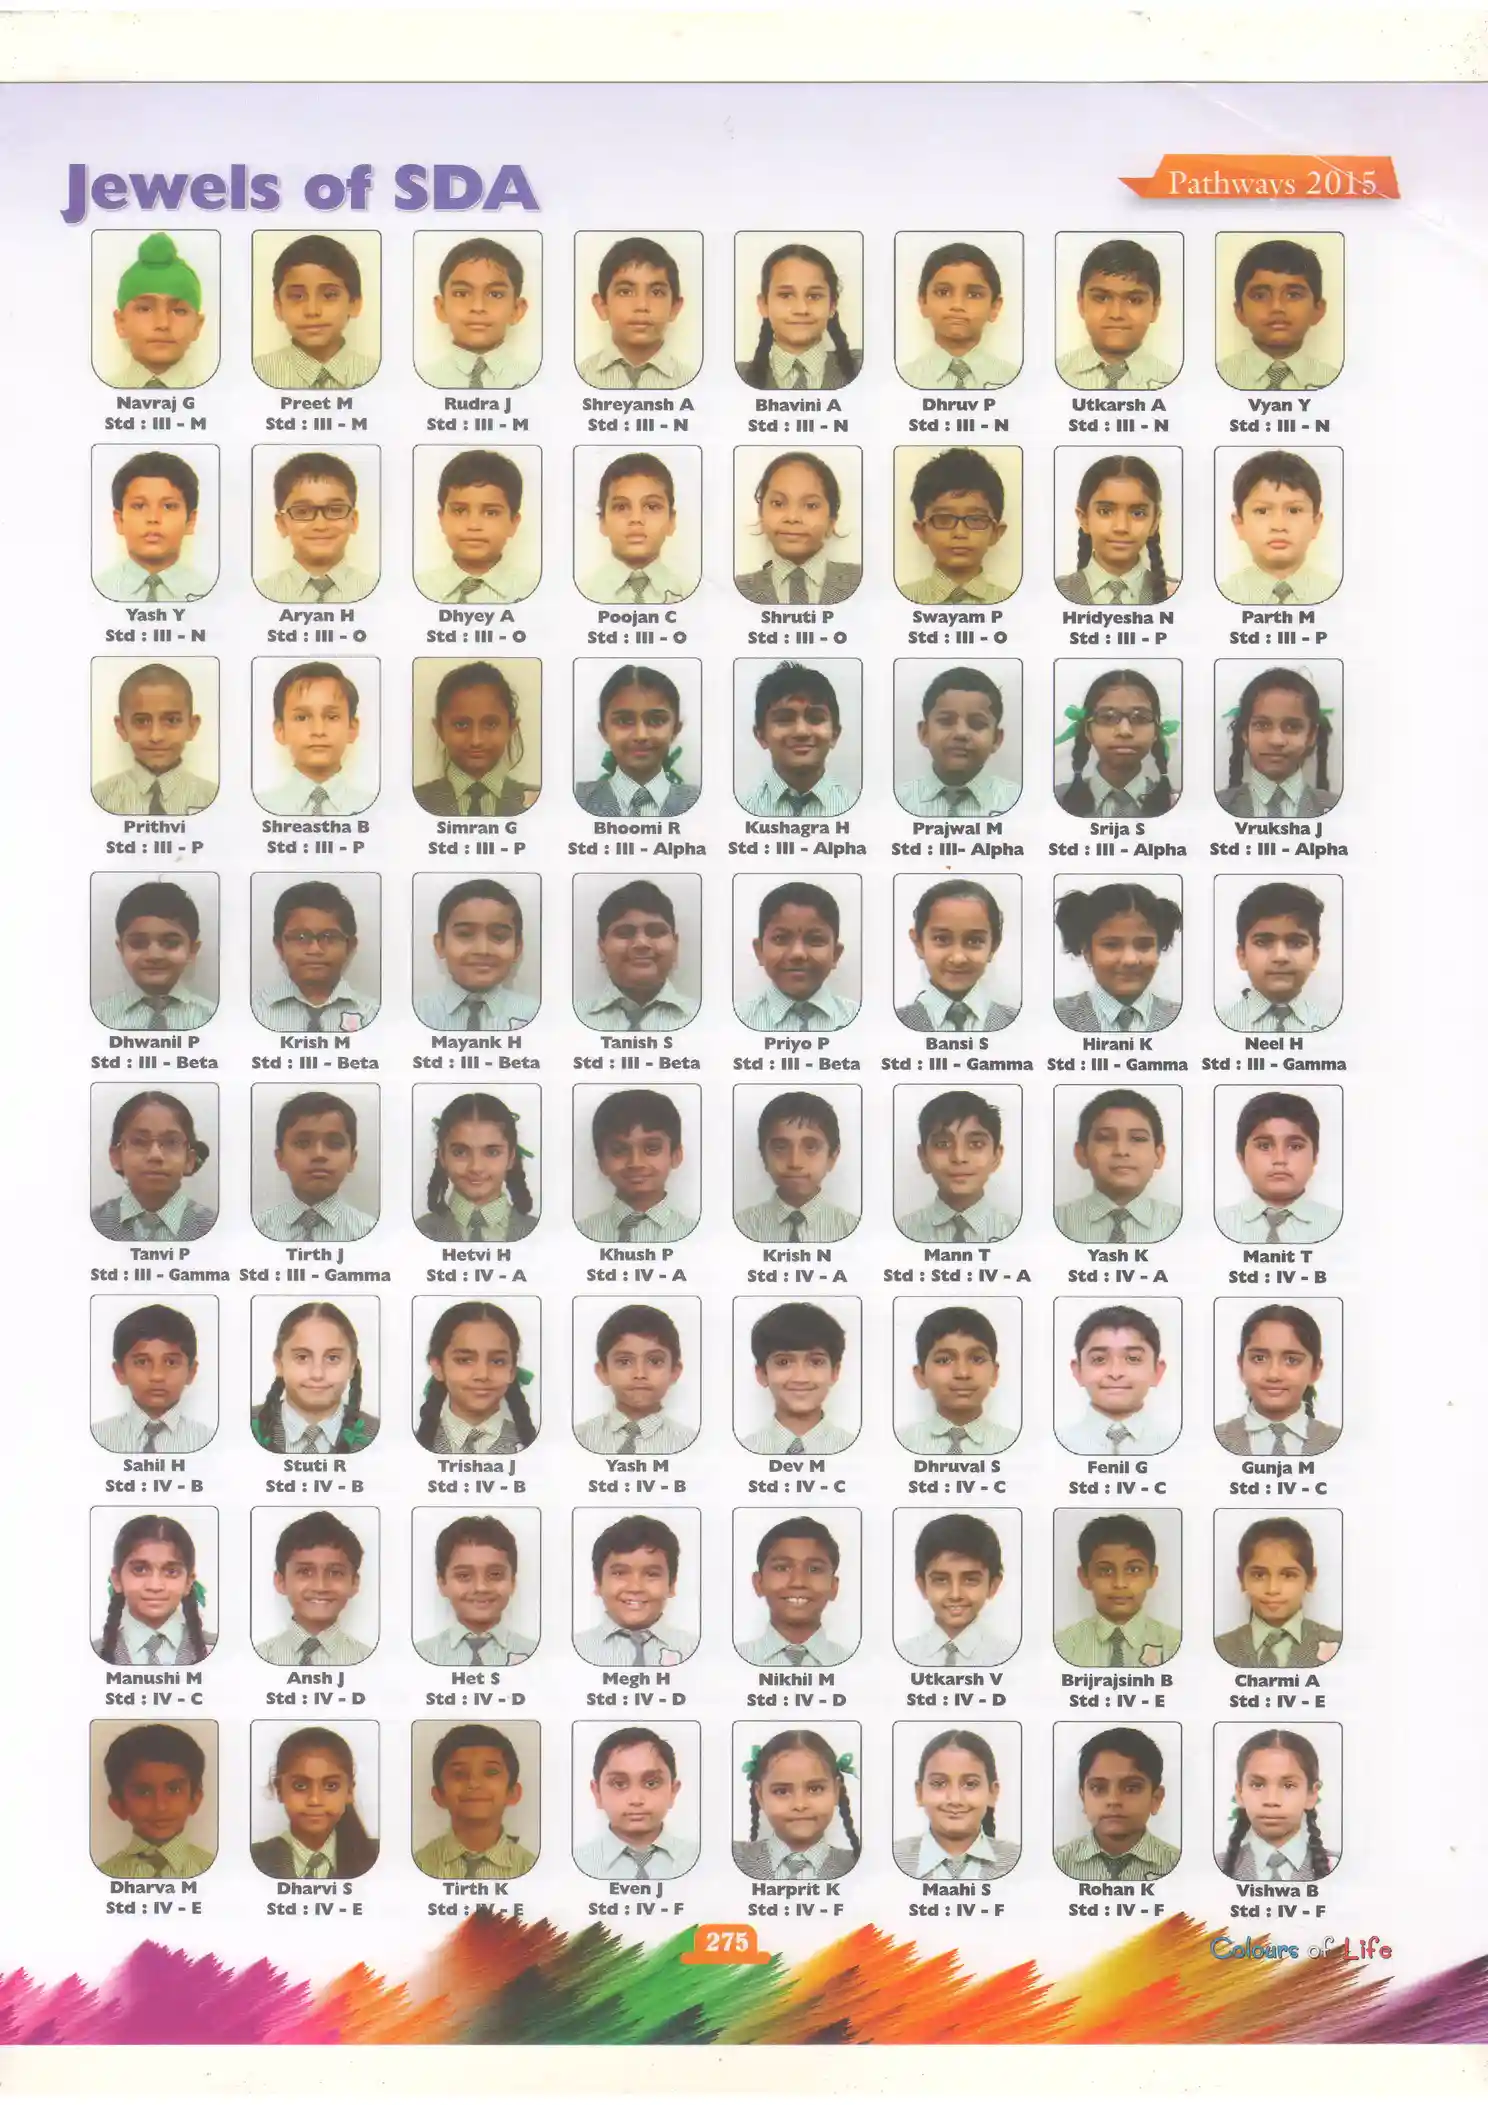 Jewels of SDA
Pathways 2015
Navraj G Preet M Rudra J Shreyansh A Bhavini A Dhruv P Utkarsh A Vyan Y
Std : III - M Std : III - M Std : III - M Std : III - N Std : III - N Std : III - N Std : III - N Std : III - N
Yash Y Aryan H Dhyey A Poojan C Shruti P Swayam P Hridyesha N Parth M
Std : III - N Std : III - O Std : III - O Std : III - O Std : III - O Std : III - O Std : III - P Std : III - P
Prithvi Shreastha B Simran G Bhoomi R Kushagra H Prajwal M Srija S Vruksha J
Std : III - P Std : III - P Std : III - P Std : III - Alpha Std : III - Alpha Std : III- Alpha Std : III - Alpha Std : III - Alpha
Dhwanil P Krish M Mayank H Tanish S Priyo P Bansi S Hirani K Neel H
Std : III - Beta Std : III - Beta Std : III - Beta Std : III - Beta Std : III - Beta Std : III - Gamma Std : III - Gamma Std : III - Gamma
Tanvi P Tirth J Hetvi H Khush P Krish N Mann T Yash K Manit T
Std : III - Gamma Std : III - Gamma Std : IV - A Std : IV - A Std : IV - A Std : Std : IV - A Std : IV - A Std : IV - B
Sahil H Stuti R Trishaa J Yash M Dev M Dhruval S Fenil G Gunja M
Std : IV - B Std : IV - B Std : IV - B Std : IV - B Std : IV - C Std : IV - C Std : IV - C Std : IV - C
Manushi M Ansh J Het S Megh H Nikhil M Utkarsh V Brijrajsinh B Charmi A
Std : IV - C Std : IV - D Std : IV - D Std : IV - D Std : IV - D Std : IV - D Std : IV - E Std : IV - E
Dharva M Dharvi S Tirth K Even J Harprit K Maahi S Rohan K Vishwa B
Std : IV - E Std : IV - E Std : IV - E Std : IV - F Std : IV - F Std : IV - F Std : IV - F Std : IV - F
275
Colours of Life